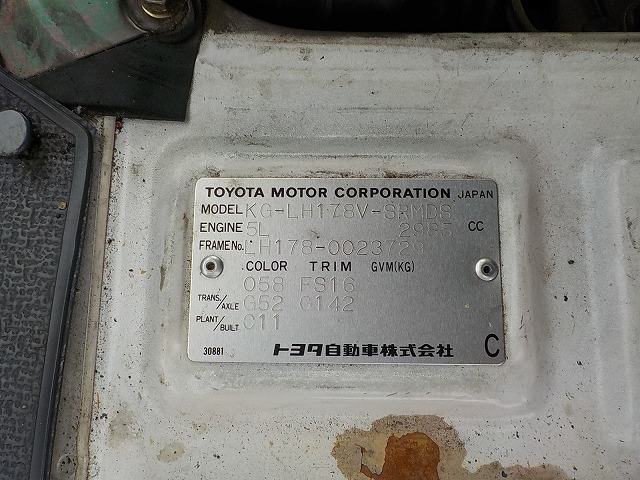 TOYOTA MOTOR CORPORATION JAPAN
MODEL KG-LH178V-SRMDS
ENGINE 5L 2987 CC
FRAME No. LH178-0023729
COLOR TRIM GVM(KG)
058 FS16
TRANS./AXLE G52 G142
PLANT/BUILT C11
30881 トヨタ自動車株式会社 C